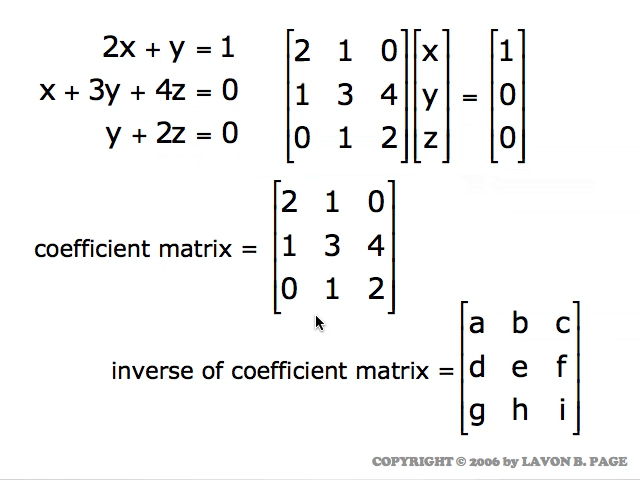 2x + y = 1
x + 3y + 4z = 0
y + 2z = 0
2 1 0 x 1
1 3 4 y = 0
0 1 2 z 0
2 1 0
coefficient matrix = 1 3 4
0 1 2
a b c
inverse of coefficient matrix = d e f
g h i
COPYRIGHT © 2006 by LAVON B. PAGE